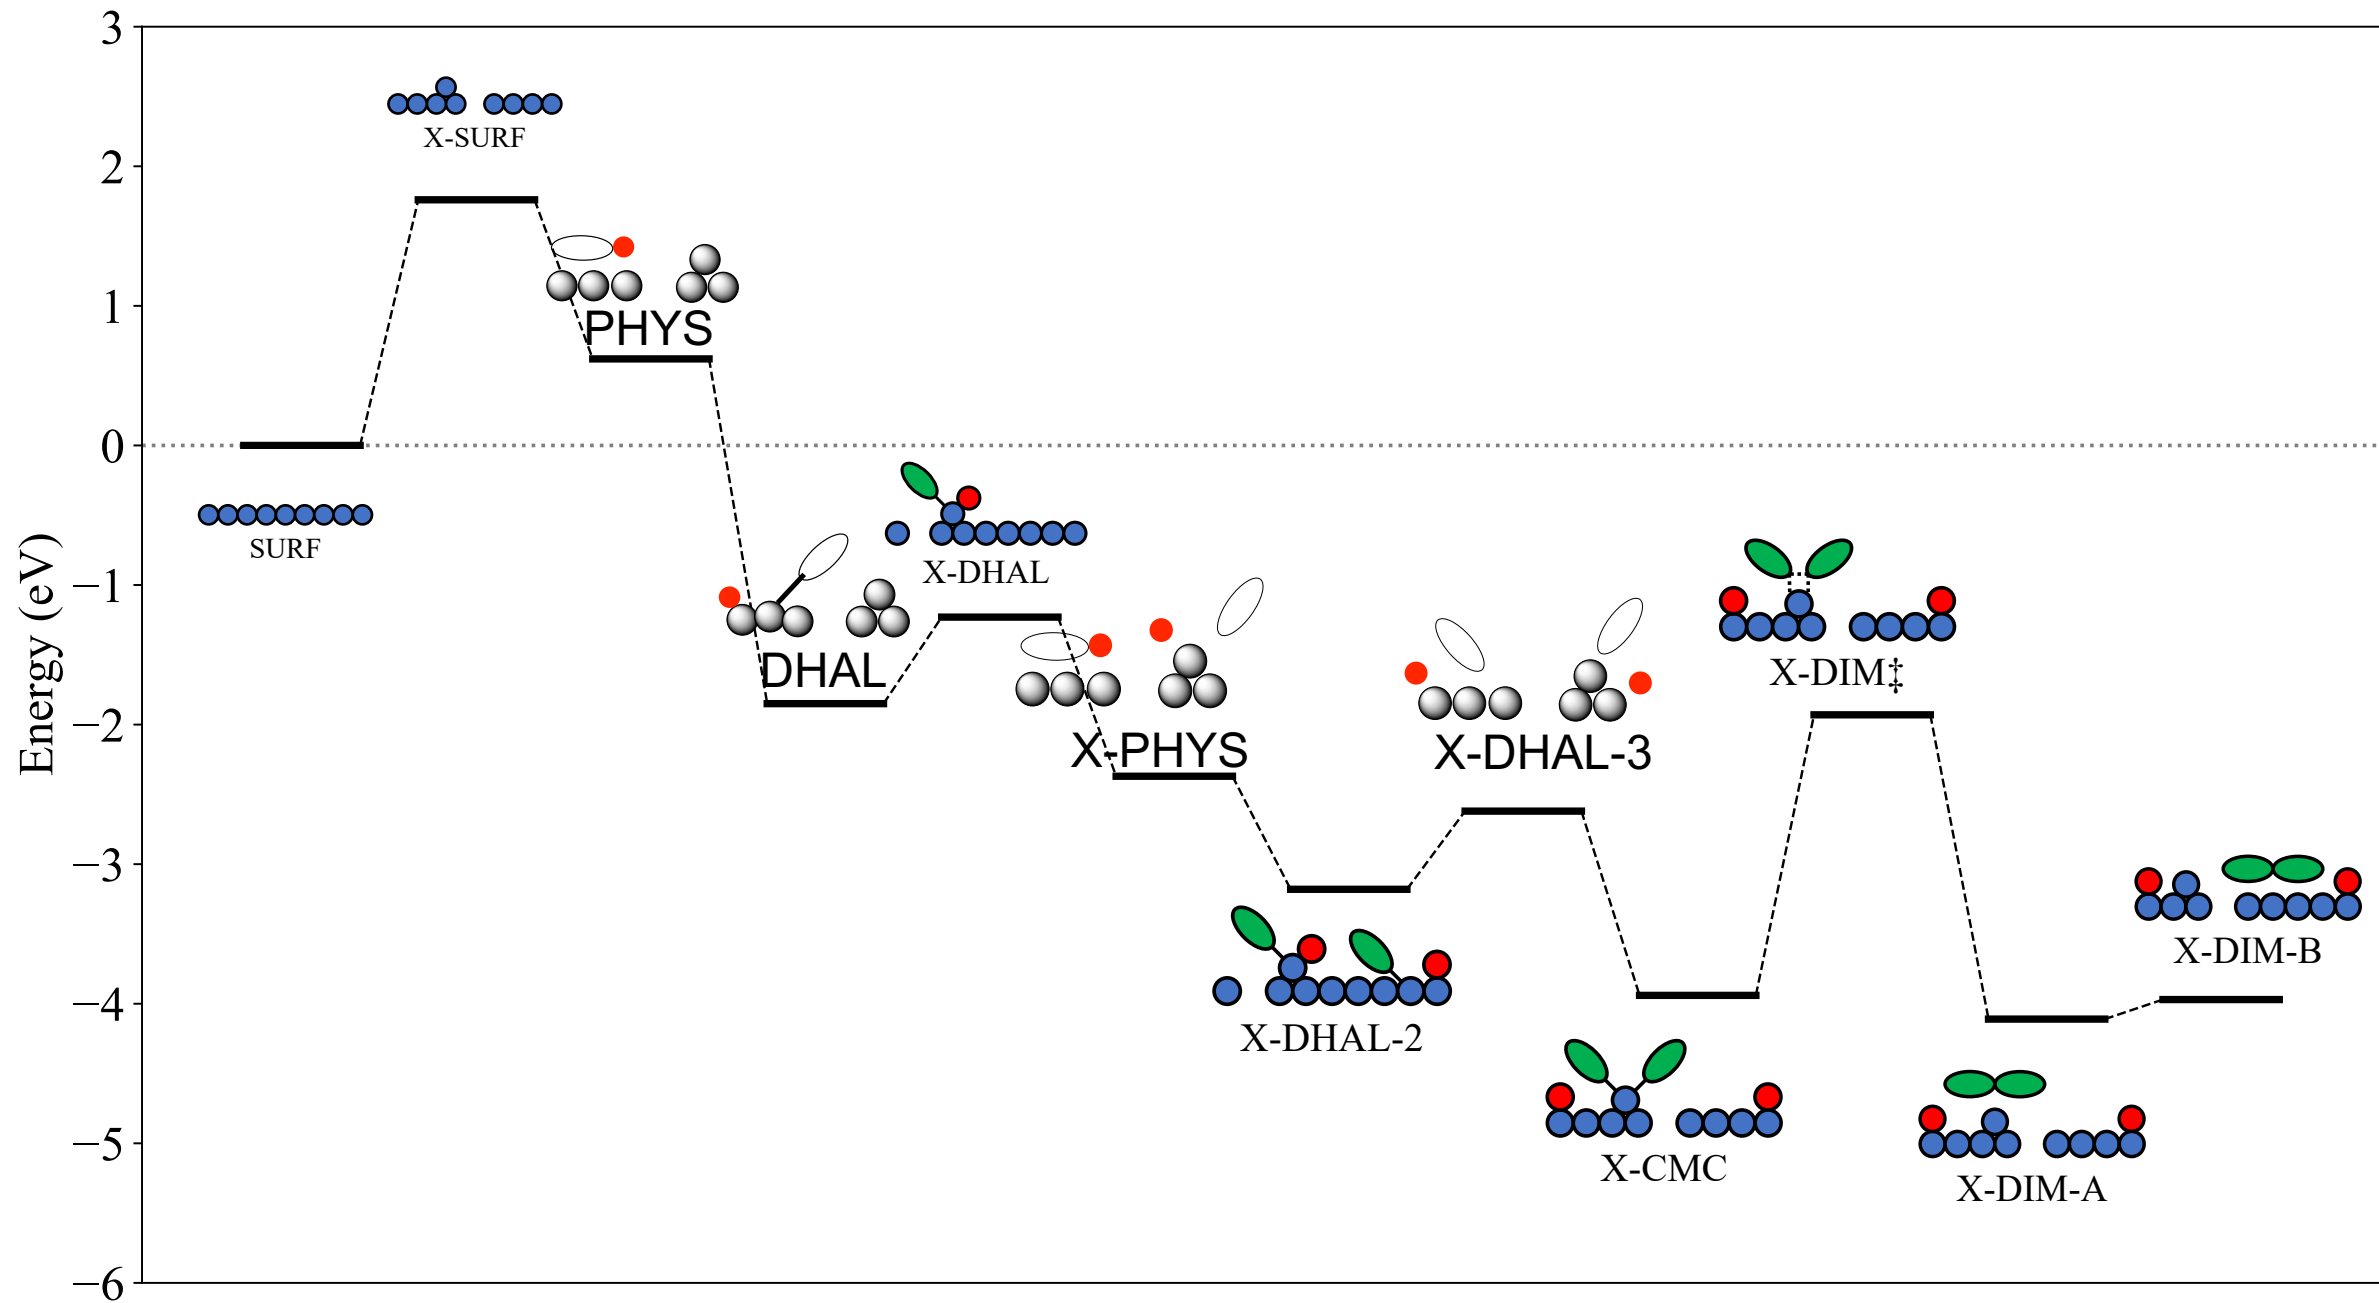 3
2
1
0
−1
−2
−3
−4
−5
−6
Energy (eV)
X-SURF
SURF
PHYS
DHAL
X-DHAL
X-PHYS
X-DHAL-2
X-DHAL-3
X-CMC
X-DIM‡
X-DIM-A
X-DIM-B